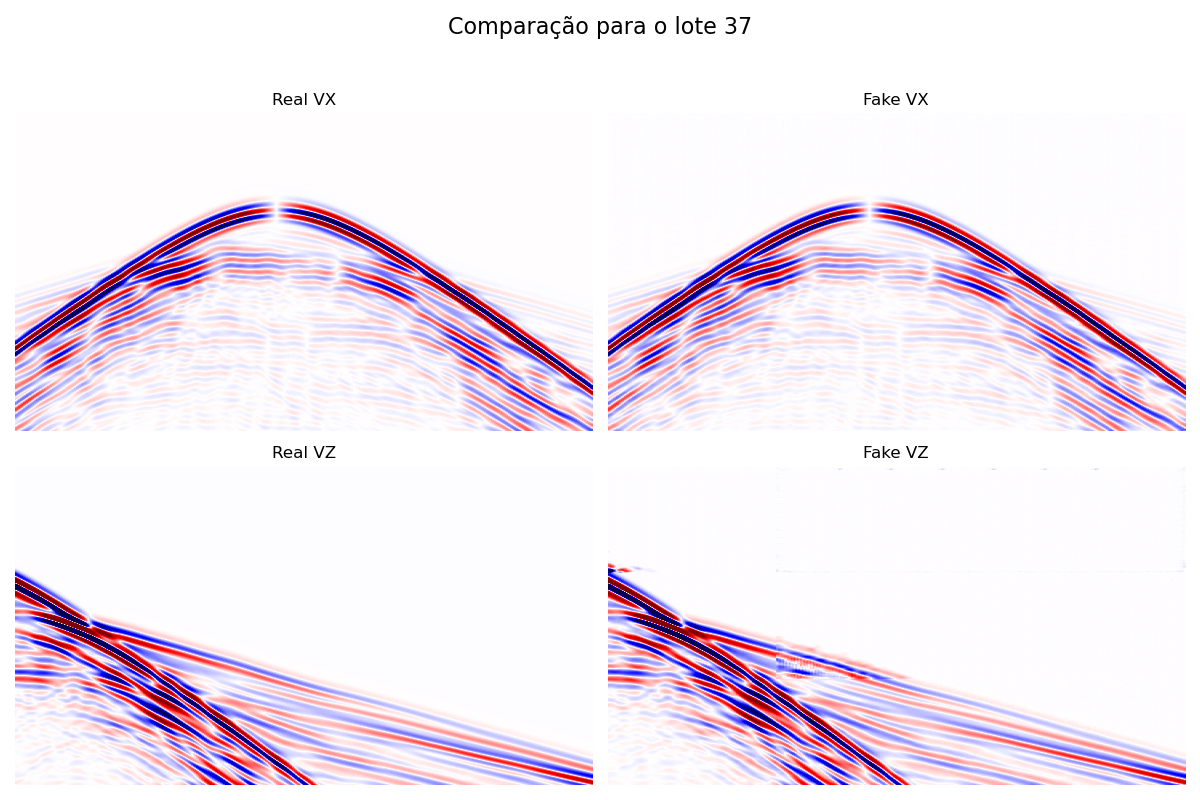 Comparação para o lote 37
Real VX
Fake VX
Real VZ
Fake VZ